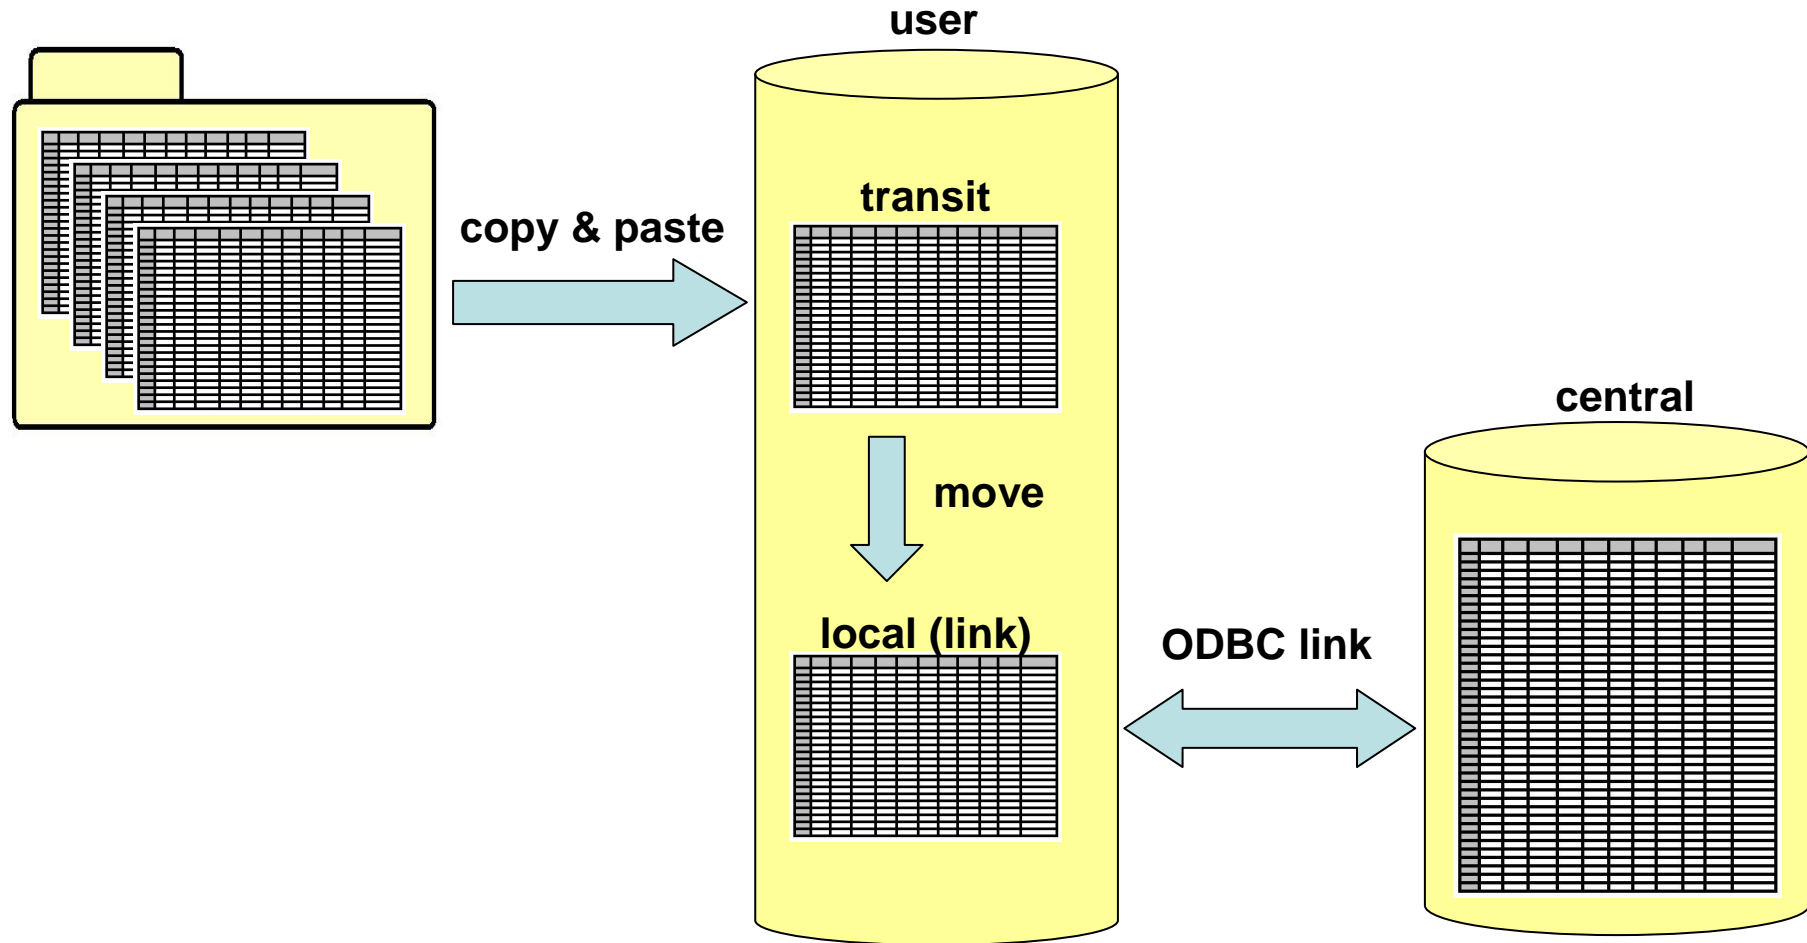 user
transit
copy & paste
central
move
local (link)
ODBC link